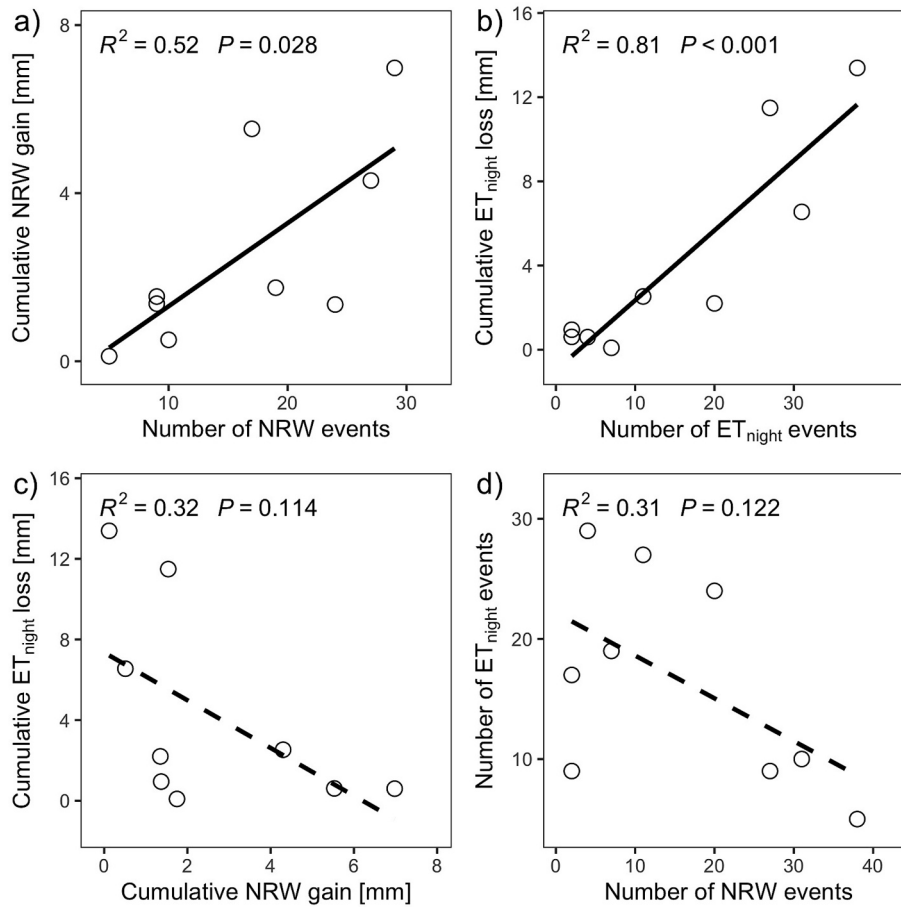 a)
R² = 0.52 P = 0.028
Cumulative NRW gain [mm]
8
4
0
10 20 30
Number of NRW events
b)
R² = 0.81 P < 0.001
Cumulative ETnight loss [mm]
16
12
8
4
0
0 10 20 30
Number of ETnight events
c)
R² = 0.32 P = 0.114
Cumulative ETnight loss [mm]
16
12
8
4
0
0 2 4 6 8
Cumulative NRW gain [mm]
d)
R² = 0.31 P = 0.122
Number of ETnight events
30
20
10
0 10 20 30 40
Number of NRW events